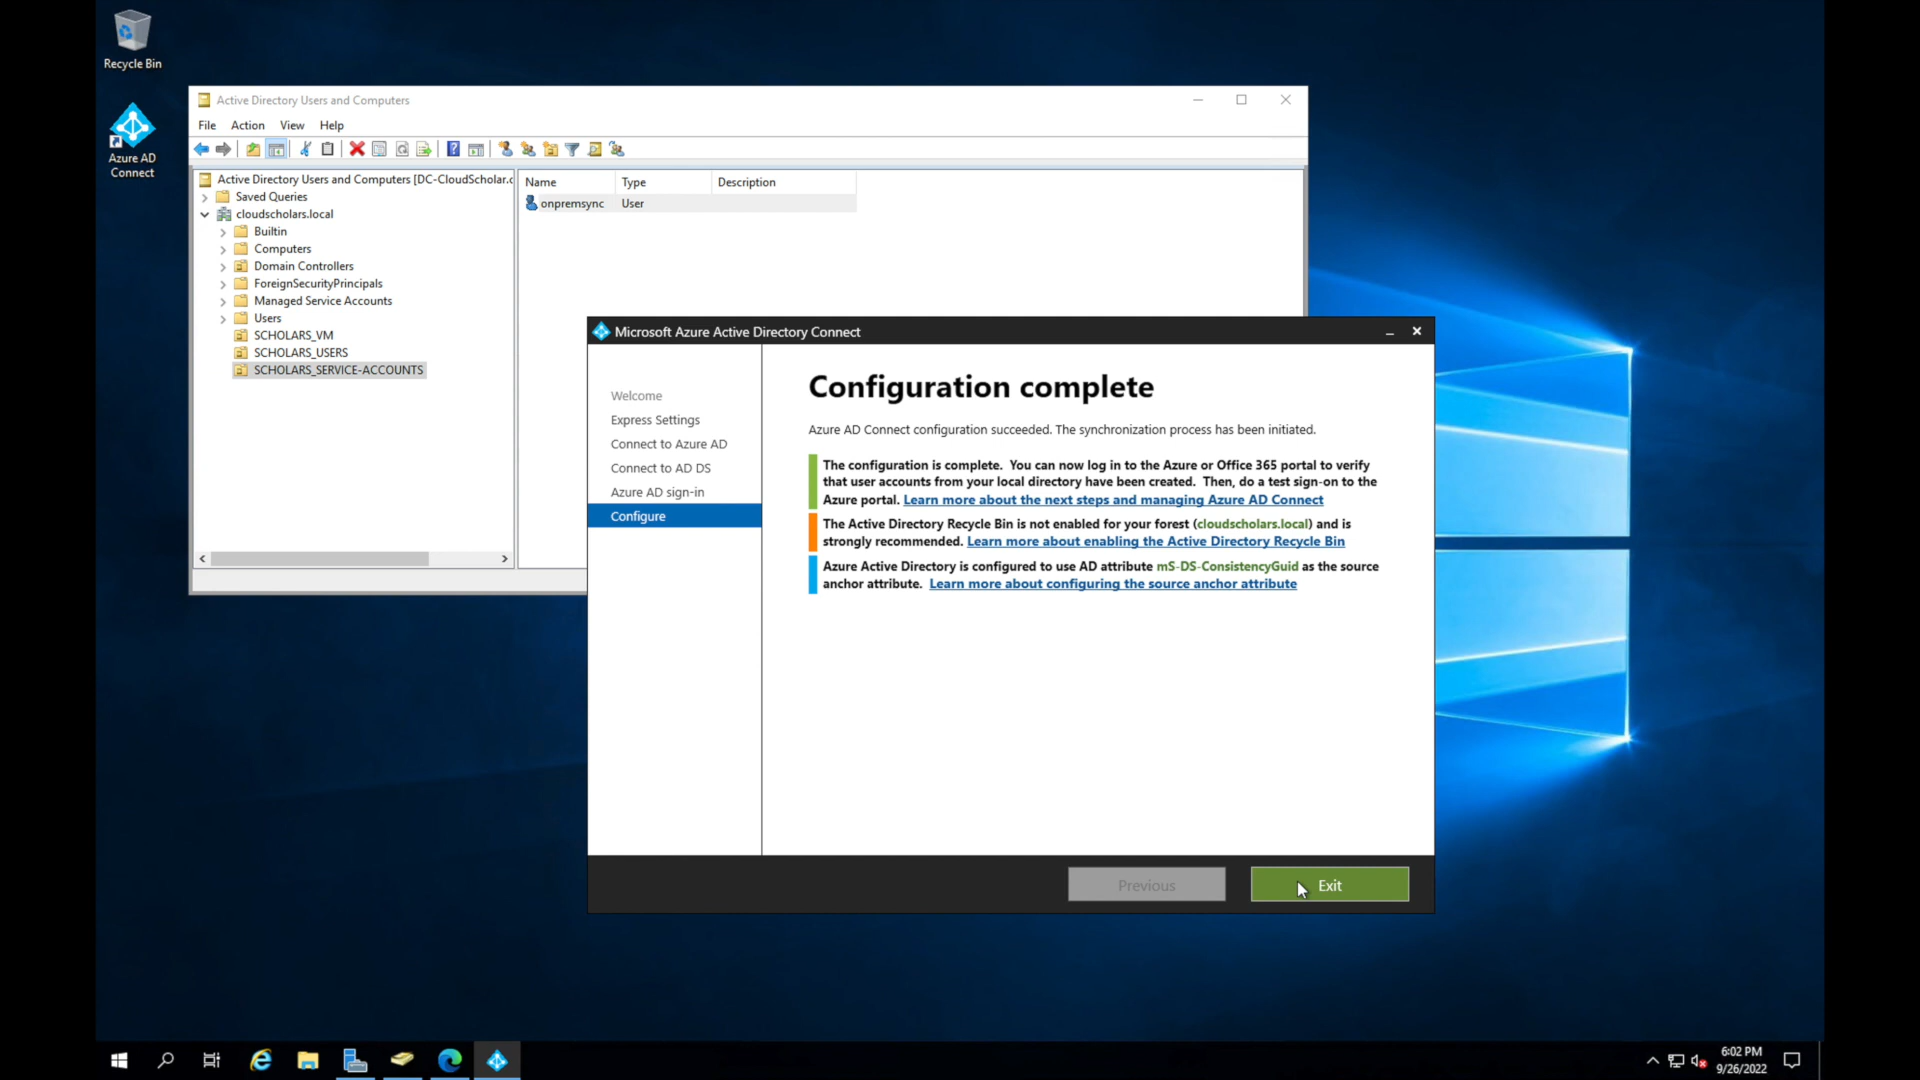 Recycle Bin
Azure AD
Connect
Active Directory Users and Computers
File Action View Help
Active Directory Users and Computers [DC-CloudScholar.c
Saved Queries
cloudscholars.local
Builtin
Computers
Domain Controllers
ForeignSecurityPrincipals
Managed Service Accounts
Users
SCHOLARS_VM
SCHOLARS_USERS
SCHOLARS_SERVICE-ACCOUNTS
Name Type Description
onpremsync User
Microsoft Azure Active Directory Connect
Welcome
Express Settings
Connect to Azure AD
Connect to AD DS
Azure AD sign-in
Configure
Configuration complete
Azure AD Connect configuration succeeded. The synchronization process has been initiated.
The configuration is complete. You can now log in to the Azure or Office 365 portal to verify
that user accounts from your local directory have been created. Then, do a test sign-on to the
Azure portal. Learn more about the next steps and managing Azure AD Connect
The Active Directory Recycle Bin is not enabled for your forest (cloudscholars.local) and is
strongly recommended. Learn more about enabling the Active Directory Recycle Bin
Azure Active Directory is configured to use AD attribute mS-DS-ConsistencyGuid as the source
anchor attribute. Learn more about configuring the source anchor attribute
Previous
Exit
6:02 PM
9/26/2022